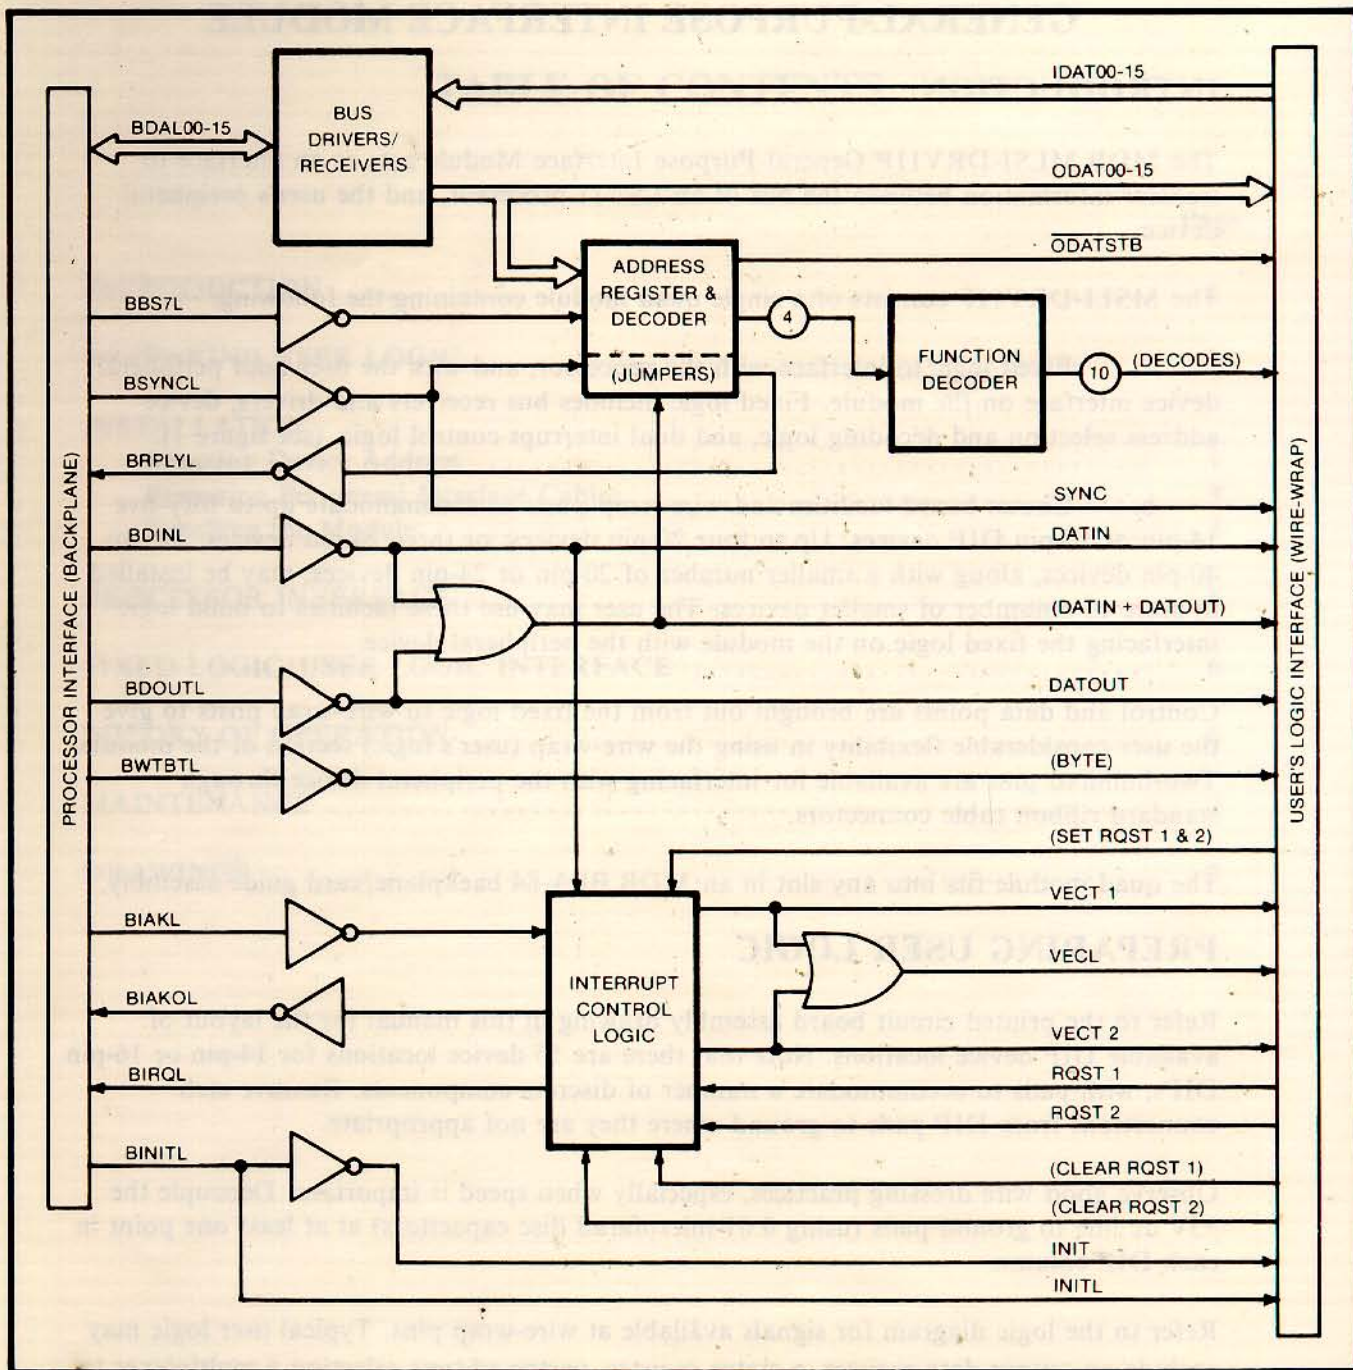 IDAT00-15
BUS
DRIVERS/
RECEIVERS
BDAL00-15
ODAT00-15
ODATSTB
ADDRESS
REGISTER &
DECODER
(JUMPERS)
4
FUNCTION
DECODER
10
(DECODES)
BBS7L
BSYNCL
BRPLYL
SYNC
BDINL
DATIN
(DATIN + DATOUT)
BDOUTL
DATOUT
BWTBTL
(BYTE)
PROCESSOR INTERFACE (BACKPLANE)
USER'S LOGIC INTERFACE (WIRE-WRAP)
(SET RQST 1 & 2)
BIAKL
VECT 1
INTERRUPT
CONTROL
LOGIC
VECL
BIAKOL
VECT 2
BIRQL
RQST 1
RQST 2
BINITL
(CLEAR RQST 1)
(CLEAR RQST 2)
INIT
INITL